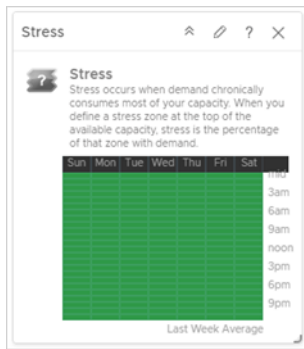 Stress
?
Stress
Stress occurs when demand chronically
consumes most of your capacity. When you
define a stress zone at the top of the
available capacity, stress is the percentage
of that zone with demand.
Sun Mon Tue Wed Thu Fri Sat
mid
3am
6am
9am
noon
3pm
6pm
9pm
Last Week Average